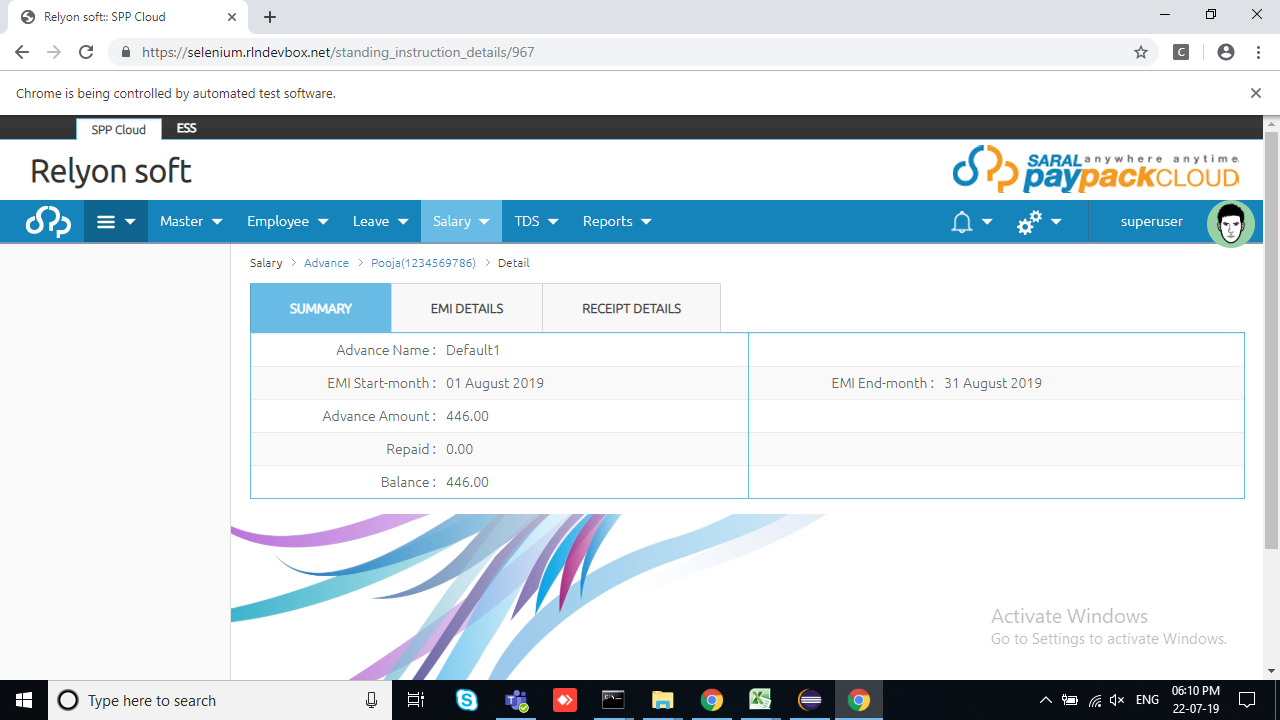 Relyon soft:: SPP Cloud
https://selenium.rlndevbox.net/standing_instruction_details/967
C
Chrome is being controlled by automated test software.
SPP Cloud ESS
Relyon soft
SARAL anywhere anytime
paypackCLOUD
Master Employee Leave Salary TDS Reports superuser
Salary > Advance > Pooja(1234569786) > Detail
SUMMARY EMI DETAILS RECEIPT DETAILS
Advance Name : Default1
EMI Start-month : 01 August 2019 EMI End-month : 31 August 2019
Advance Amount : 446.00
Repaid : 0.00
Balance : 446.00
Activate Windows
Go to Settings to activate Windows.
Type here to search
ENG
06:10 PM
22-07-19